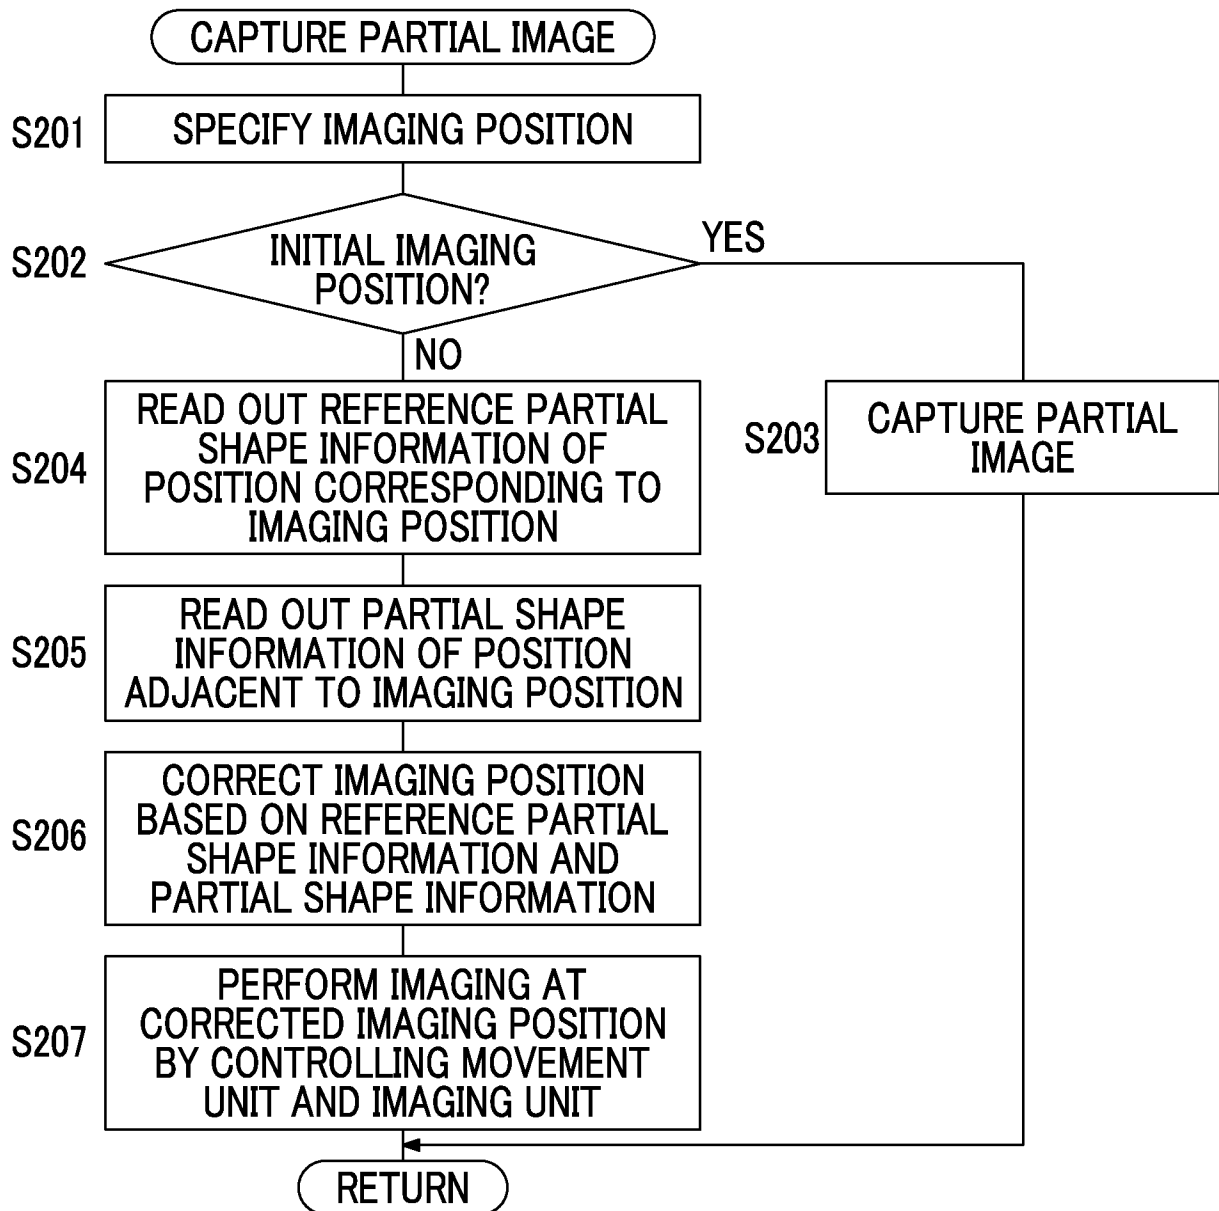 CAPTURE PARTIAL IMAGE
S201
SPECIFY IMAGING POSITION
S202
INITIAL IMAGING
POSITION?
YES
NO
S203
CAPTURE PARTIAL
IMAGE
S204
READ OUT REFERENCE PARTIAL
SHAPE INFORMATION OF
POSITION CORRESPONDING TO
IMAGING POSITION
S205
READ OUT PARTIAL SHAPE
INFORMATION OF POSITION
ADJACENT TO IMAGING POSITION
S206
CORRECT IMAGING POSITION
BASED ON REFERENCE PARTIAL
SHAPE INFORMATION AND
PARTIAL SHAPE INFORMATION
S207
PERFORM IMAGING AT
CORRECTED IMAGING POSITION
BY CONTROLLING MOVEMENT
UNIT AND IMAGING UNIT
RETURN